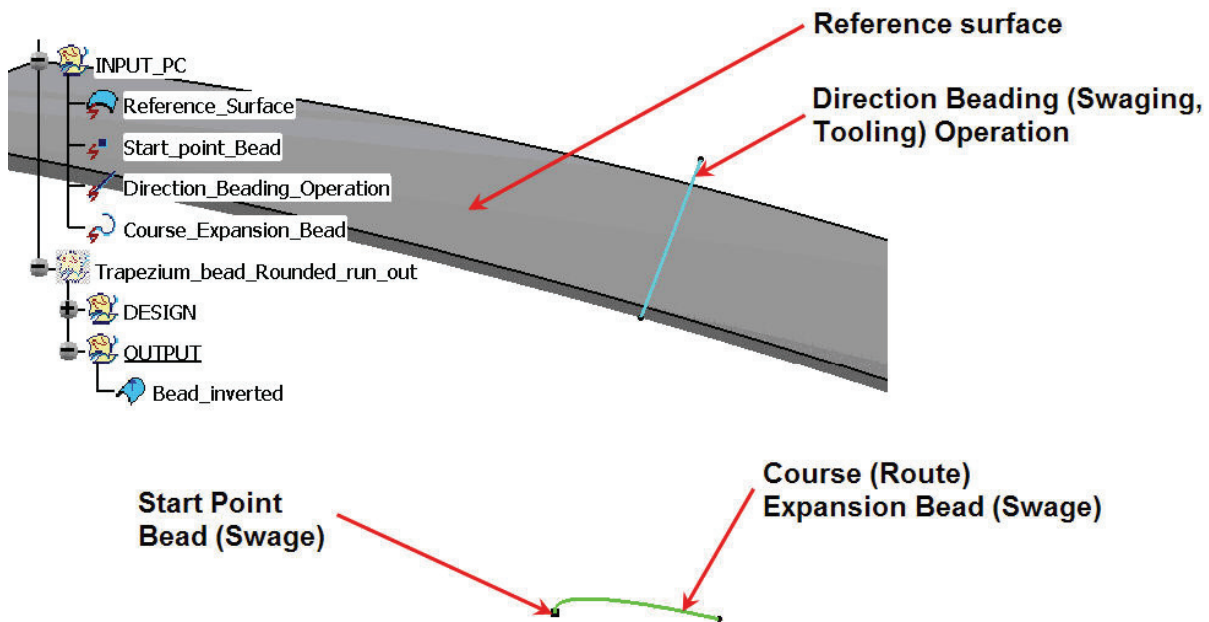 Reference surface
Direction Beading (Swaging,
Tooling) Operation
INPUT_PC
Reference_Surface
Start_point_Bead
Direction_Beading_Operation
Course_Expansion_Bead
Trapezium_bead_Rounded_run_out
DESIGN
OUTPUT
Bead_inverted
Start Point
Bead (Swage)
Course (Route)
Expansion Bead (Swage)